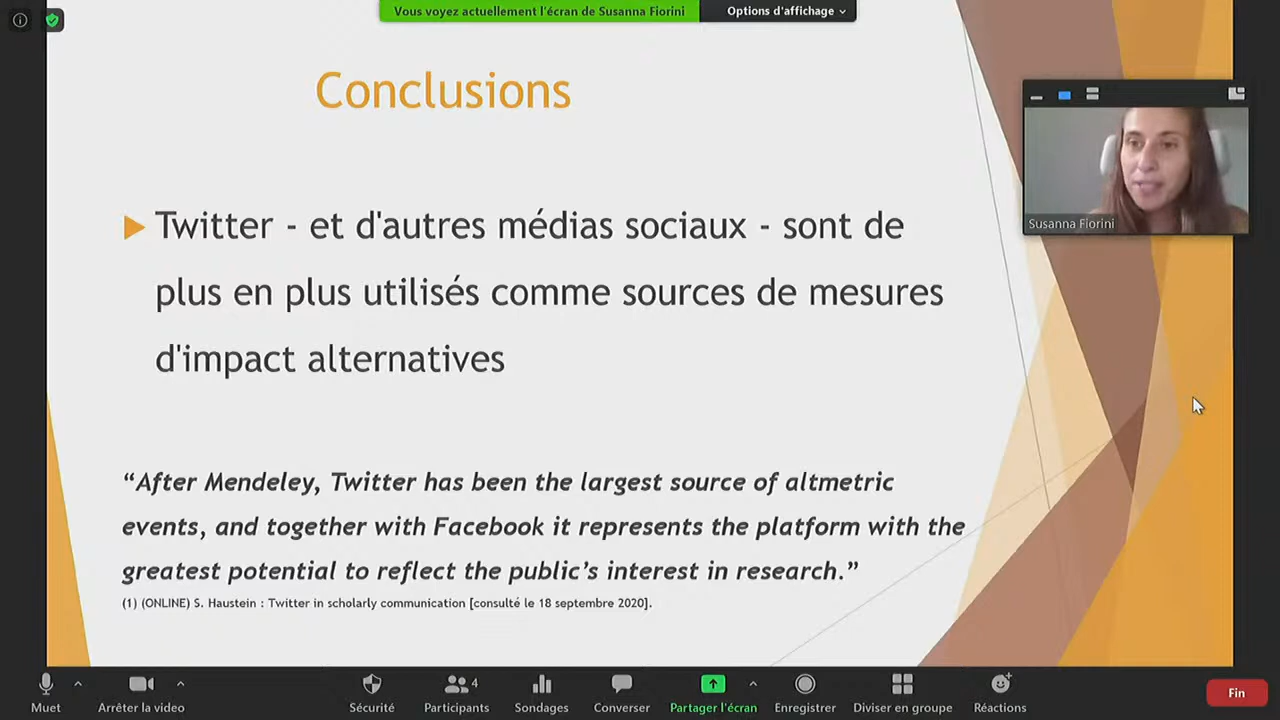 Vous voyez actuellement l'écran de Susanna Fiorini
Options d'affichage
Conclusions
Susanna Fiorini
Twitter - et d'autres médias sociaux - sont de
plus en plus utilisés comme sources de mesures
d'impact alternatives
“After Mendeley, Twitter has been the largest source of altmetric
events, and together with Facebook it represents the platform with the
greatest potential to reflect the public’s interest in research.”
(1) (ONLINE) S. Haustein : Twitter in scholarly communication [consulté le 18 septembre 2020].
Muet
Arrêter la video
Sécurité
Participants
4
Sondages
Converser
Partager l'écran
Enregistrer
Diviser en groupe
Réactions
Fin